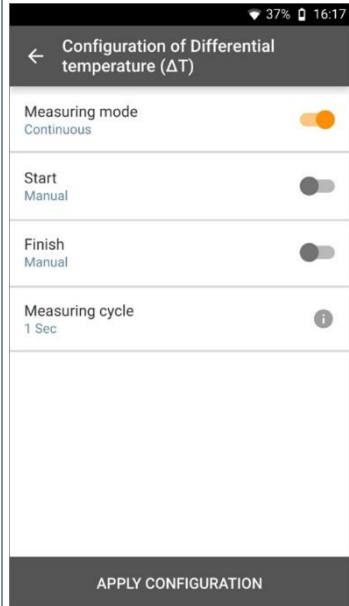 37% 16:17
Configuration of Differential
temperature (ΔT)
Measuring mode
Continuous
Start
Manual
Finish
Manual
Measuring cycle
1 Sec
APPLY CONFIGURATION